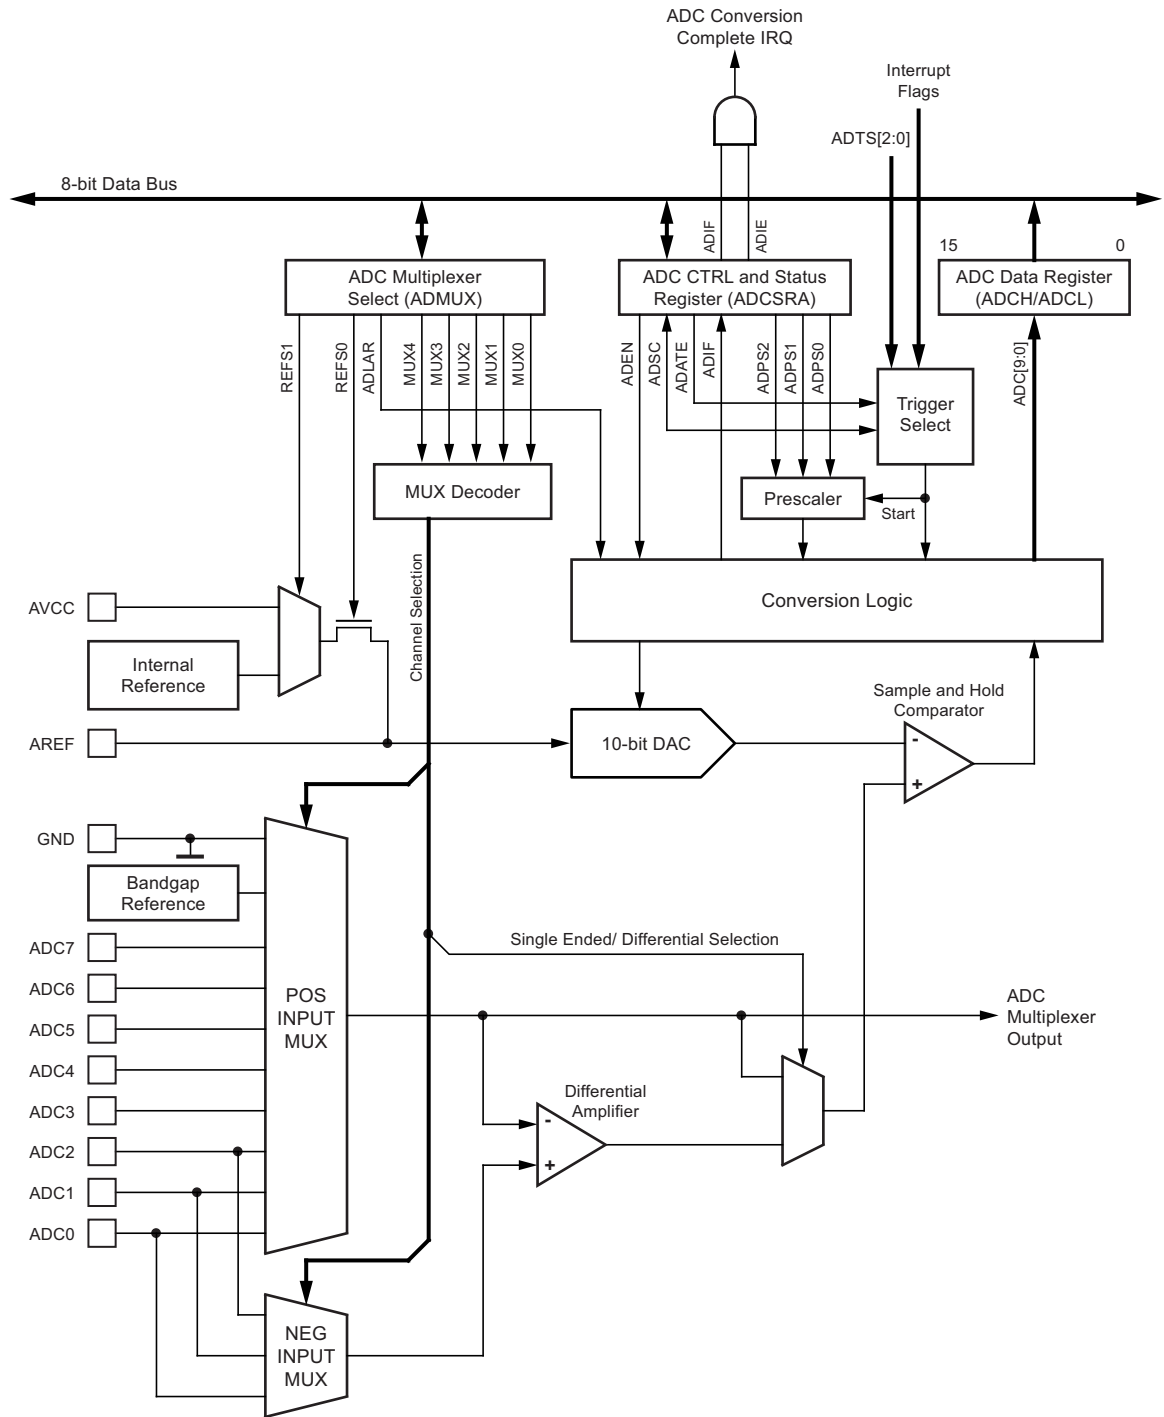 ADC Conversion
Complete IRQ
Interrupt
Flags
ADTS[2:0]
8-bit Data Bus
ADIF
ADIE
15
0
ADC Multiplexer
Select (ADMUX)
ADC CTRL and Status
Register (ADCSRA)
ADC Data Register
(ADCH/ADCL)
REFS1
REFS0
ADLAR
MUX4
MUX3
MUX2
MUX1
MUX0
ADEN
ADSC
ADATE
ADIF
ADPS2
ADPS1
ADPS0
ADC[9:0]
Trigger
Select
MUX Decoder
Prescaler
Start
Channel Selection
Conversion Logic
AVCC
Internal
Reference
Sample and Hold
Comparator
AREF
10-bit DAC
-
+
GND
Bandgap
Reference
ADC7
Single Ended/ Differential Selection
ADC6
POS
INPUT
MUX
ADC
Multiplexer
Output
ADC5
ADC4
ADC3
Differential
Amplifier
-
+
ADC2
ADC1
ADC0
NEG
INPUT
MUX